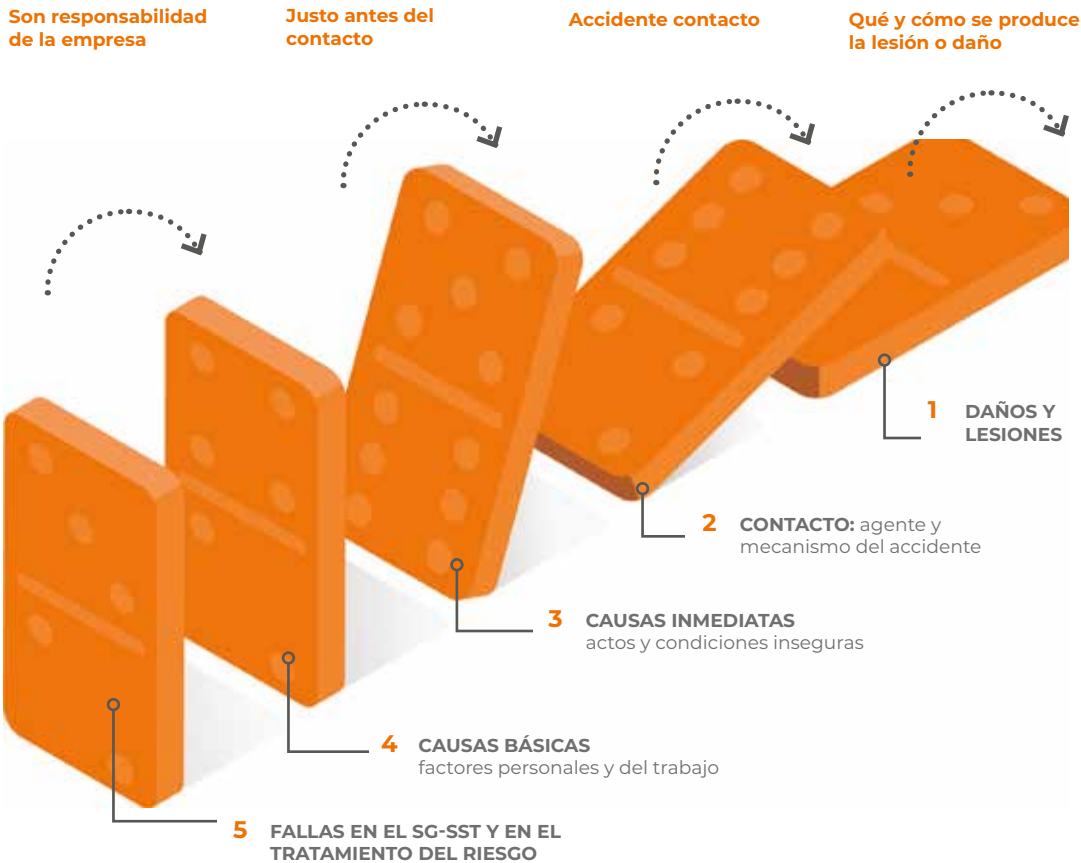 Son responsabilidad
de la empresa
Justo antes del
contacto
Accidente contacto
Qué y cómo se produce
la lesión o daño
1 DAÑOS Y
LESIONES
2 CONTACTO: agente y
mecanismo del accidente
3 CAUSAS INMEDIATAS
actos y condiciones inseguras
4 CAUSAS BÁSICAS
factores personales y del trabajo
5 FALLAS EN EL SG-SST Y EN EL
TRATAMIENTO DEL RIESGO